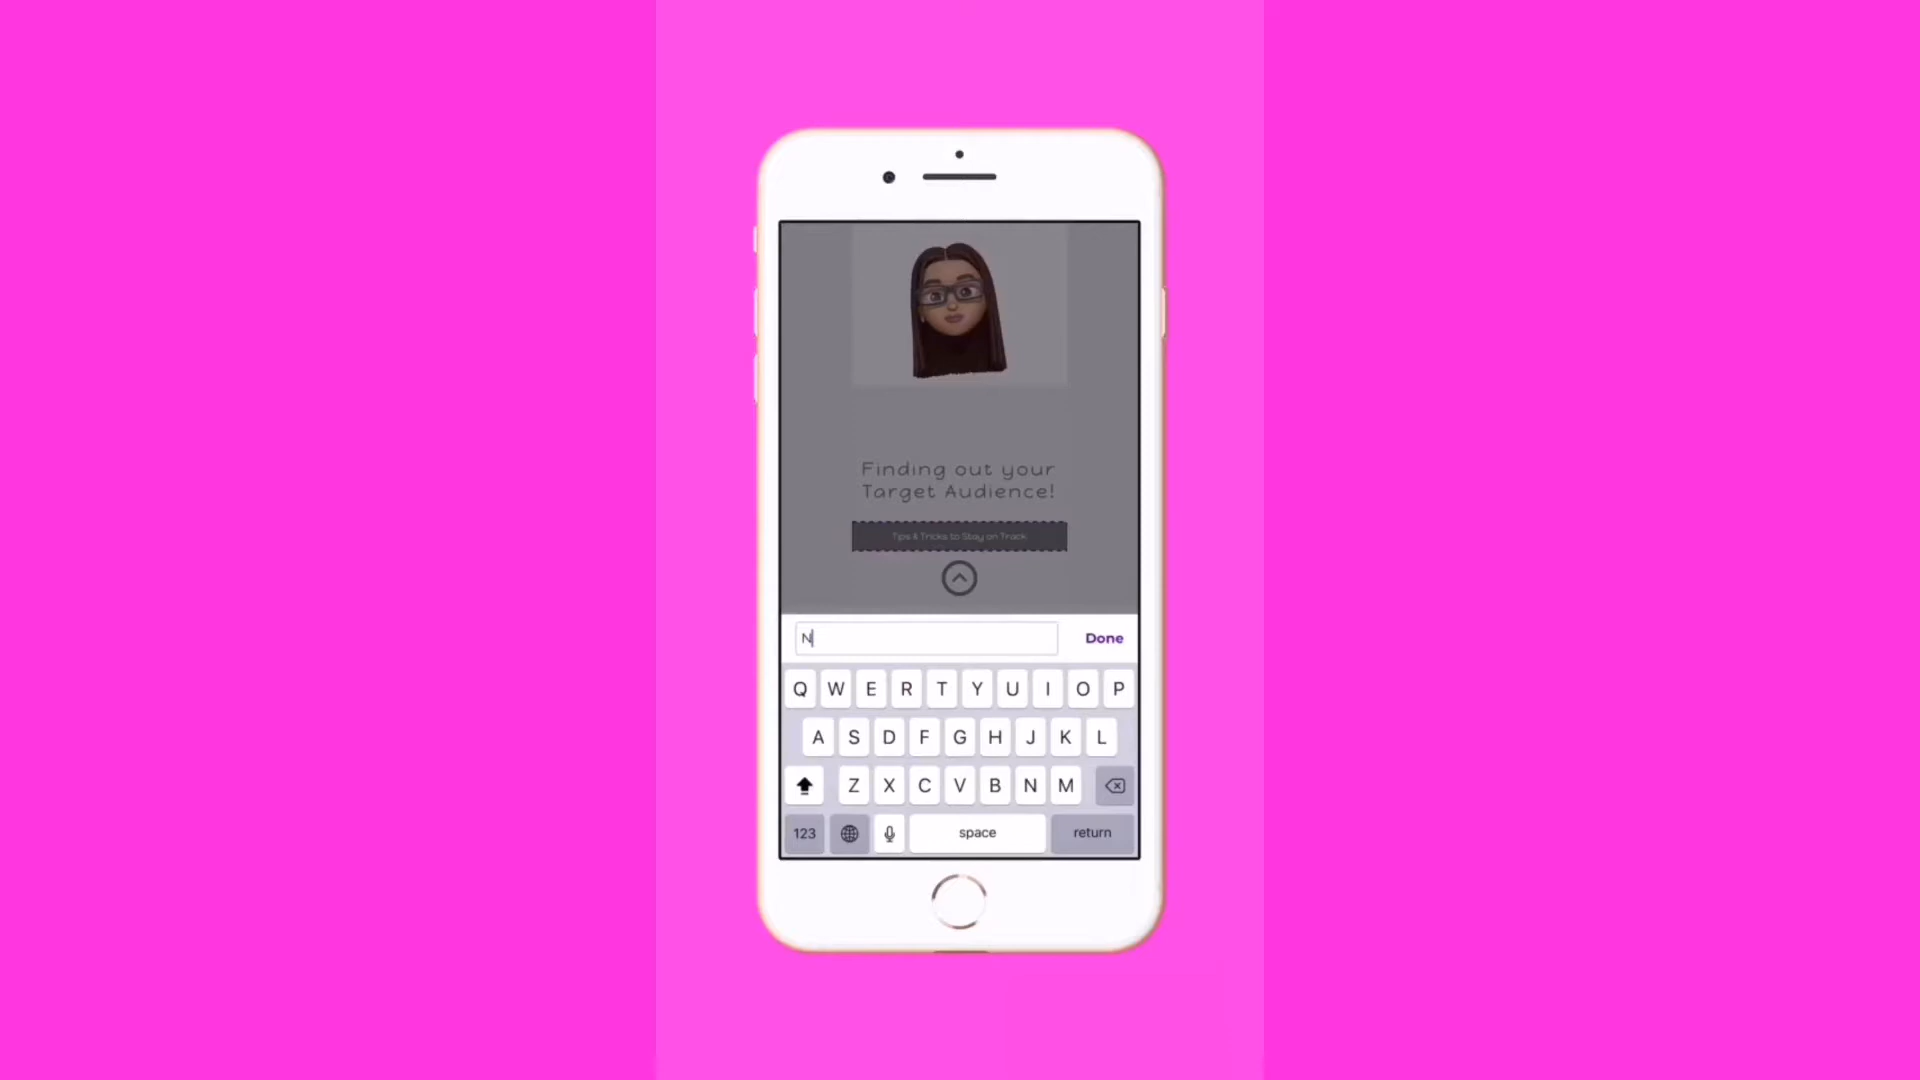 Finding out your
Target Audience!
Tips & Tricks to Stay on Track
N
Done
Q W E R T Y U I O P
A S D F G H J K L
Z X C V B N M
123 space return